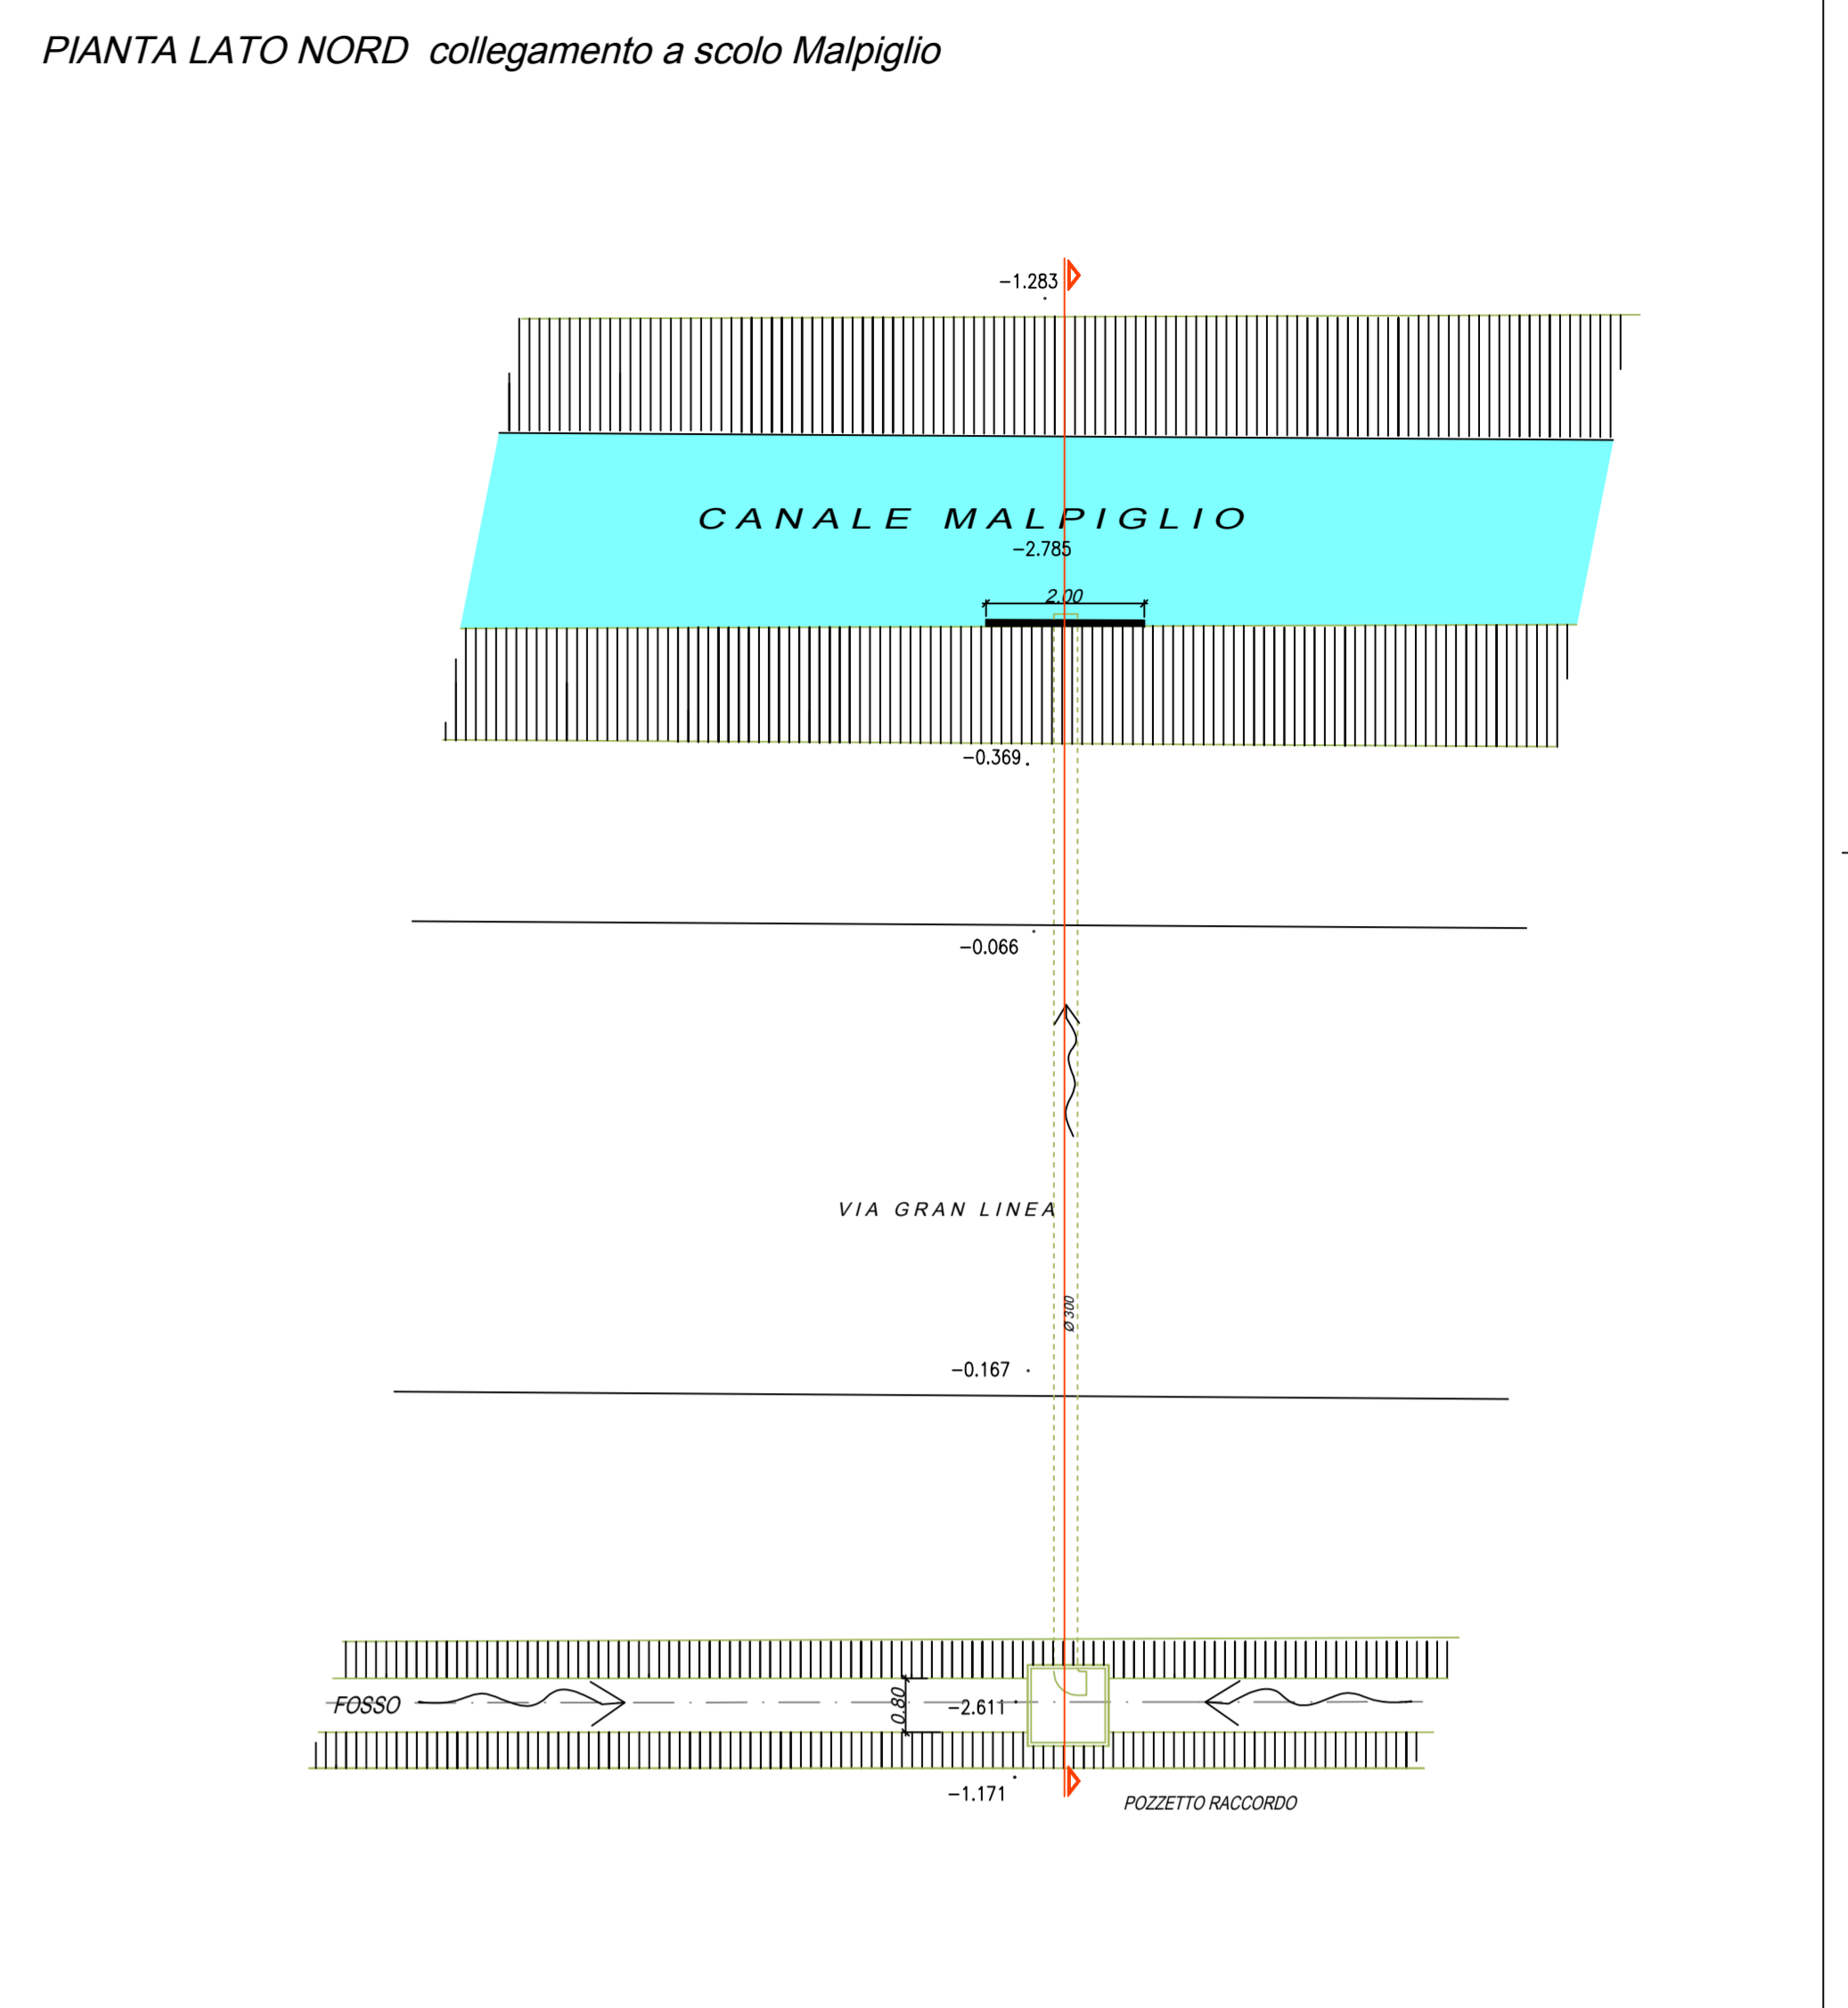 PIANTA LATO NORD collegamento a scolo Malpiglio
-1.283
CANALE MALPIGLIO
-2.785
2.00
-0.369
-0.066
VIA GRAN LINEA
Ø 300
-0.167
FOSSO
0.80
-2.611
-1.171
POZZETTO RACCORDO